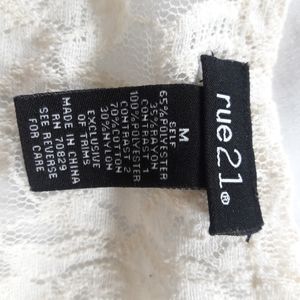 rue21®
M
SELF
65% POLYESTER
35% RAYON
CONTRAST 1
100% POLYESTER
CONTRAST 2
70% COTTON
30% NYLON
EXCLUSIVE
OF TRIMS
MADE IN CHINA
RN 70829
SEE REVERSE
FOR CARE